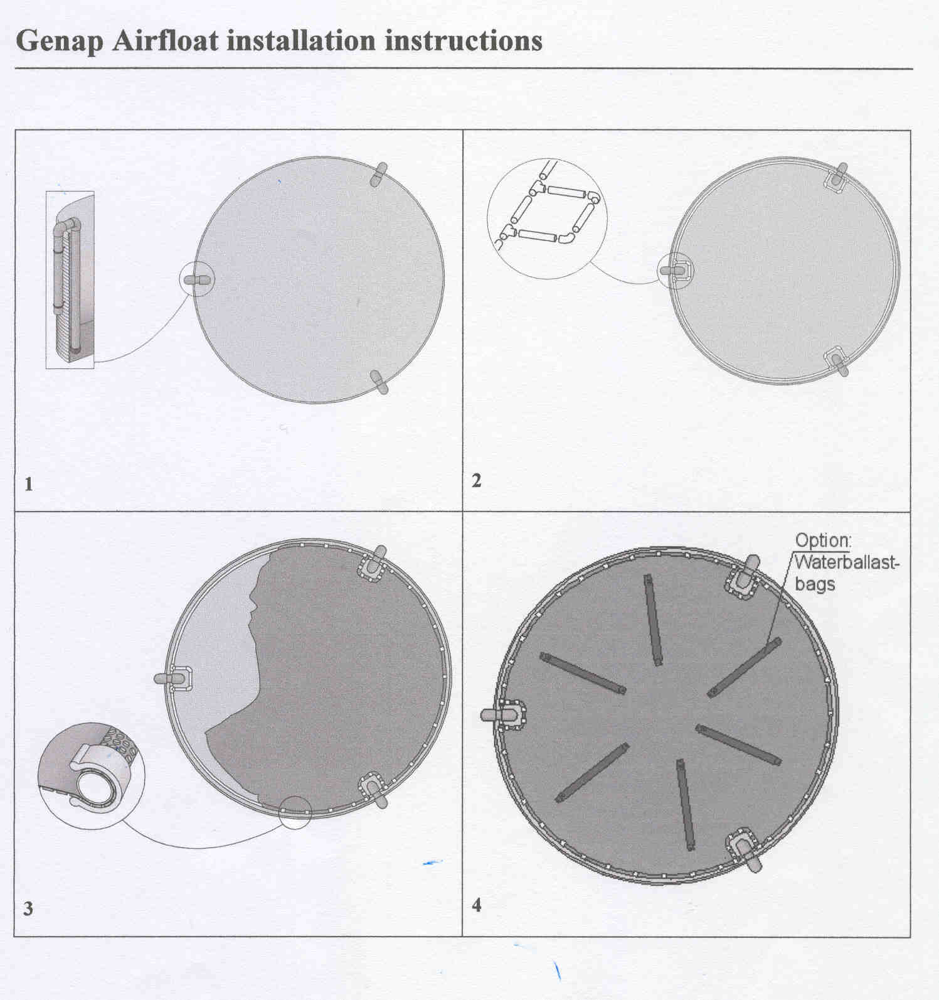 Genap Airfloat installation instructions
1
2
3
Option:
Waterballast-
bags
4